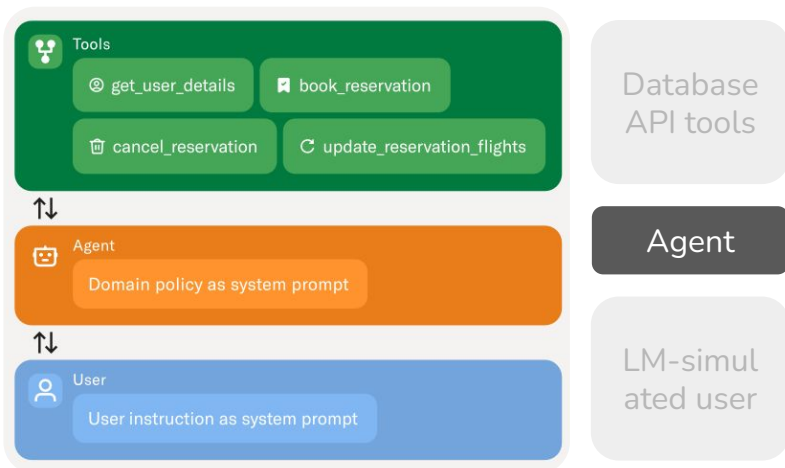 Tools
get_user_details
book_reservation
cancel_reservation
update_reservation_flights
Agent
Domain policy as system prompt
User
User instruction as system prompt
Database
API tools
Agent
LM-simul
ated user